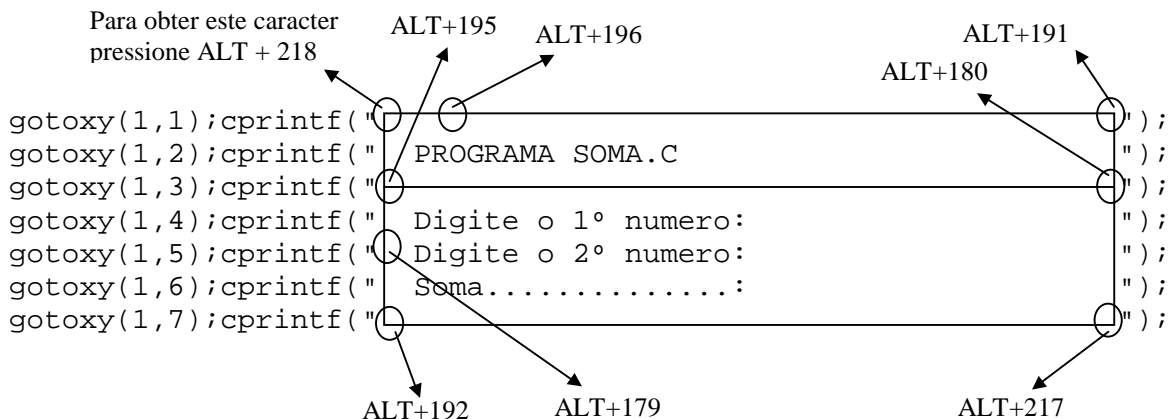 Para obter este caracter
pressione ALT + 218
ALT+195
ALT+196
ALT+191
ALT+180
gotoxy(1,1);cprintf(" ");
gotoxy(1,2);cprintf(" PROGRAMA SOMA.C ");
gotoxy(1,3);cprintf(" ");
gotoxy(1,4);cprintf(" Digite o 1º numero: ");
gotoxy(1,5);cprintf(" Digite o 2º numero: ");
gotoxy(1,6);cprintf(" Soma..............: ");
gotoxy(1,7);cprintf(" ");
ALT+192
ALT+179
ALT+217